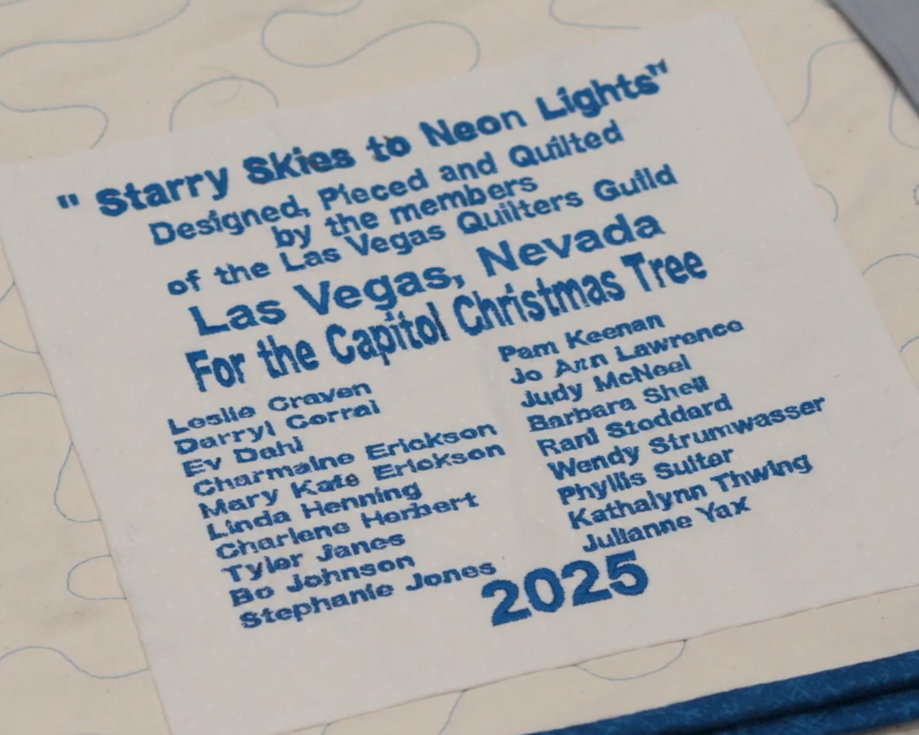 " Starry Skies to Neon Lights"
Designed, Pieced and Quilted
by the members
of the Las Vegas Quilters Guild
Las Vegas, Nevada
For the Capitol Christmas Tree
Leslie Craven
Darryl Corral
Ev Dahl
Charmaine Erickson
Mary Kate Erickson
Linda Henning
Charlene Herbert
Tyler Janes
Bo Johnson
Stephanie Jones
Pam Keenan
Jo Ann Lawrence
Judy McNeel
Barbara Shell
Rani Stoddard
Wendy Strumwasser
Phyllis Sulter
Kathalynn Thwing
Julianne Yax
2025